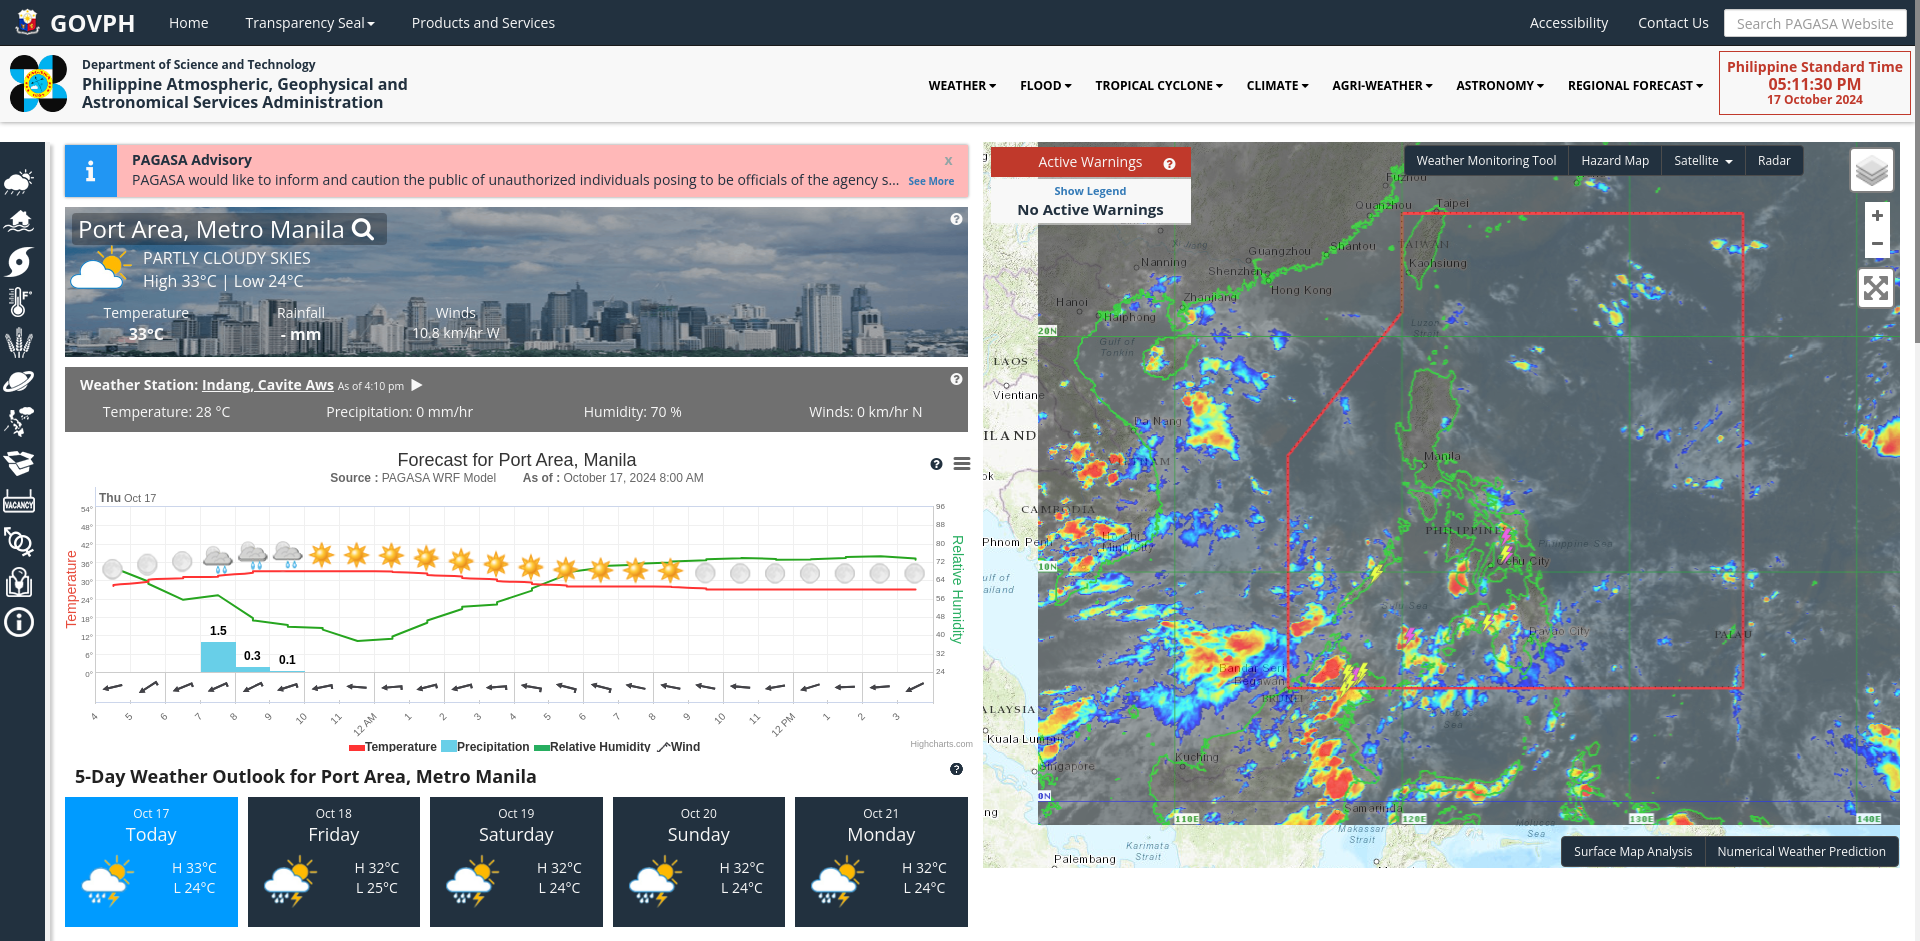 GOVPH
Home
Transparency Seal
Products and Services
Accessibility
Contact Us
Search PAGASA Website
Department of Science and Technology
Philippine Atmospheric, Geophysical and
Astronomical Services Administration
WEATHER
FLOOD
TROPICAL CYCLONE
CLIMATE
AGRI-WEATHER
ASTRONOMY
REGIONAL FORECAST
Philippine Standard Time
05:11:30 PM
17 October 2024
VACANCY
PAGASA Advisory
x
PAGASA would like to inform and caution the public of unauthorized individuals posing to be officials of the agency s...
See More
Port Area, Metro Manila
PARTLY CLOUDY SKIES
High 33°C | Low 24°C
Temperature
Rainfall
Winds
33°C
- mm
10.8 km/hr W
Weather Station: Indang, Cavite Aws As of 4:10 pm
Temperature: 28 °C
Precipitation: 0 mm/hr
Humidity: 70 %
Winds: 0 km/hr N
Forecast for Port Area, Manila
Source : PAGASA WRF Model As of : October 17, 2024 8:00 AM
Thu Oct 17
54°
48°
42°
36°
30°
24°
18°
12°
6°
0°
Temperature
96
88
80
72
64
56
48
40
32
24
Relative Humidity
1.5
0.3
0.1
4 5 6 7 8 9 10 11 12 AM 1 2 3 4 5 6 7 8 9 10 11 12 PM 1 2 3
Temperature Precipitation Relative Humidity Wind
Highcharts.com
5-Day Weather Outlook for Port Area, Metro Manila
Oct 17
Today
H 33°C
L 24°C
Oct 18
Friday
H 32°C
L 25°C
Oct 19
Saturday
H 32°C
L 24°C
Oct 20
Sunday
H 32°C
L 24°C
Oct 21
Monday
H 32°C
L 24°C
Active Warnings
Show Legend
No Active Warnings
Weather Monitoring Tool
Hazard Map
Satellite
Radar
+
−
Fuzhou
Taipei
Quanzhou
TAIWAN
Shantou
Guangzhou
Kaohsiung
Nanning
Shenzhen
Hong Kong
Zhanjiang
Hanoi
Haiphong
Luzon
Strait
20N
Gulf of
Tonkin
LAOS
Vientiane
Da Nang
ILAND
VIETNAM
Manila
ok
CAMBODIA
PHILIPPINES
Phnom Penh
Ho Chi
Minh City
Philippine Sea
Cebu City
10N
ulf of
ailand
Sulu Sea
Davao City
PALAU
Bandar Seri
Begawan
BRUNEI
ALAYSIA
Sea
Kuala Lumpur
Kuching
Singapore
0N
Samarinda
ng
110E
120E
130E
140E
Makassar
Strait
Molucca
Sea
Karimata
Strait
Palembang
Surface Map Analysis
Numerical Weather Prediction